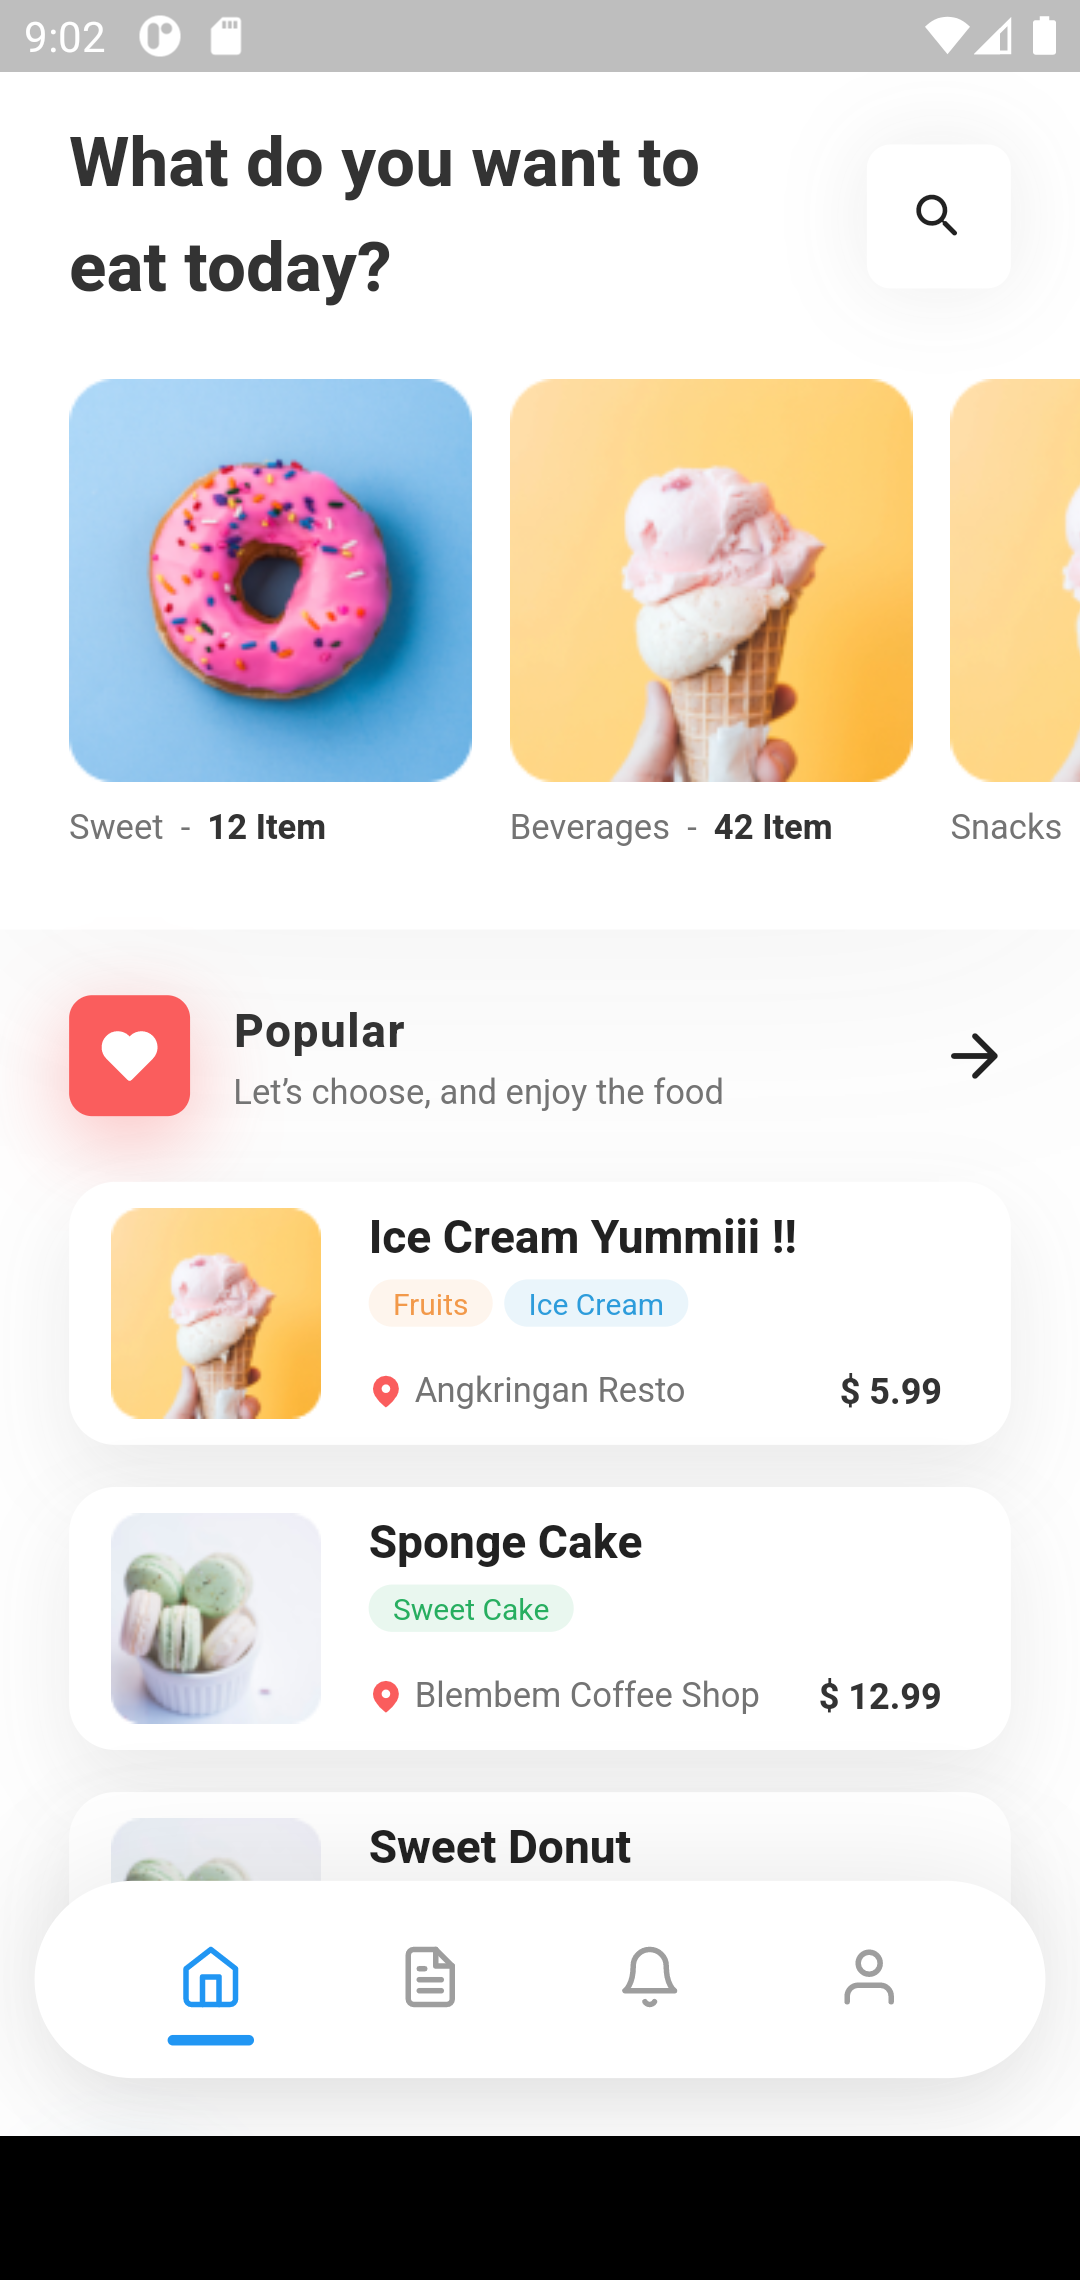 9:02
What do you want to
eat today?
Sweet - 12 Item
Beverages - 42 Item
Snacks
Popular
Let’s choose, and enjoy the food
Ice Cream Yummiii !!
Fruits
Ice Cream
Angkringan Resto
$ 5.99
Sponge Cake
Sweet Cake
Blembem Coffee Shop
$ 12.99
Sweet Donut